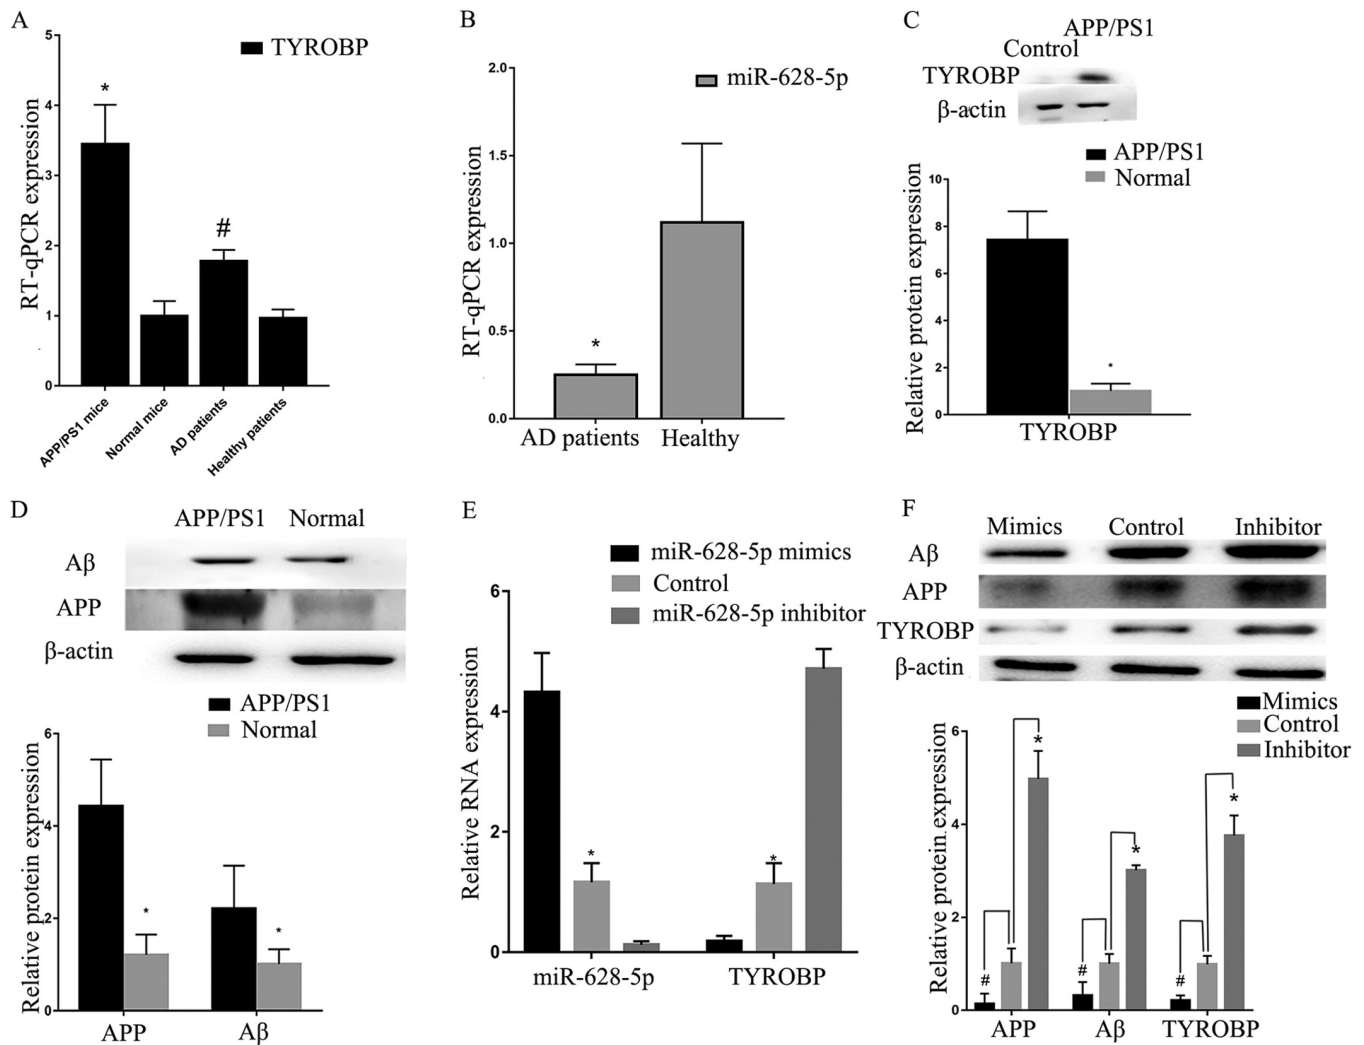 A
TYROBP
RT-qPCR expression
5
4
3
2
1
0
*
#
APP/PS1 mice
Normal mice
AD patients
Healthy patients
B
miR-628-5p
RT-qPCR expression
2.0
1.5
1.0
0.5
0.0
*
AD patients
Healthy
C
APP/PS1
Control
TYROBP
β-actin
APP/PS1
Normal
Relative protein expression
10
8
6
4
2
0
*
TYROBP
D
APP/PS1 Normal
Aβ
APP
β-actin
APP/PS1
Normal
Relative protein expression
6
4
2
0
*
*
APP
Aβ
E
miR-628-5p mimics
Control
miR-628-5p inhibitor
Relative RNA expression
6
4
2
0
*
*
miR-628-5p
TYROBP
F
Mimics Control Inhibitor
Aβ
APP
TYROBP
β-actin
Mimics
Control
Inhibitor
Relative protein expression
6
4
2
0
*
*
*
#
#
#
APP
Aβ
TYROBP